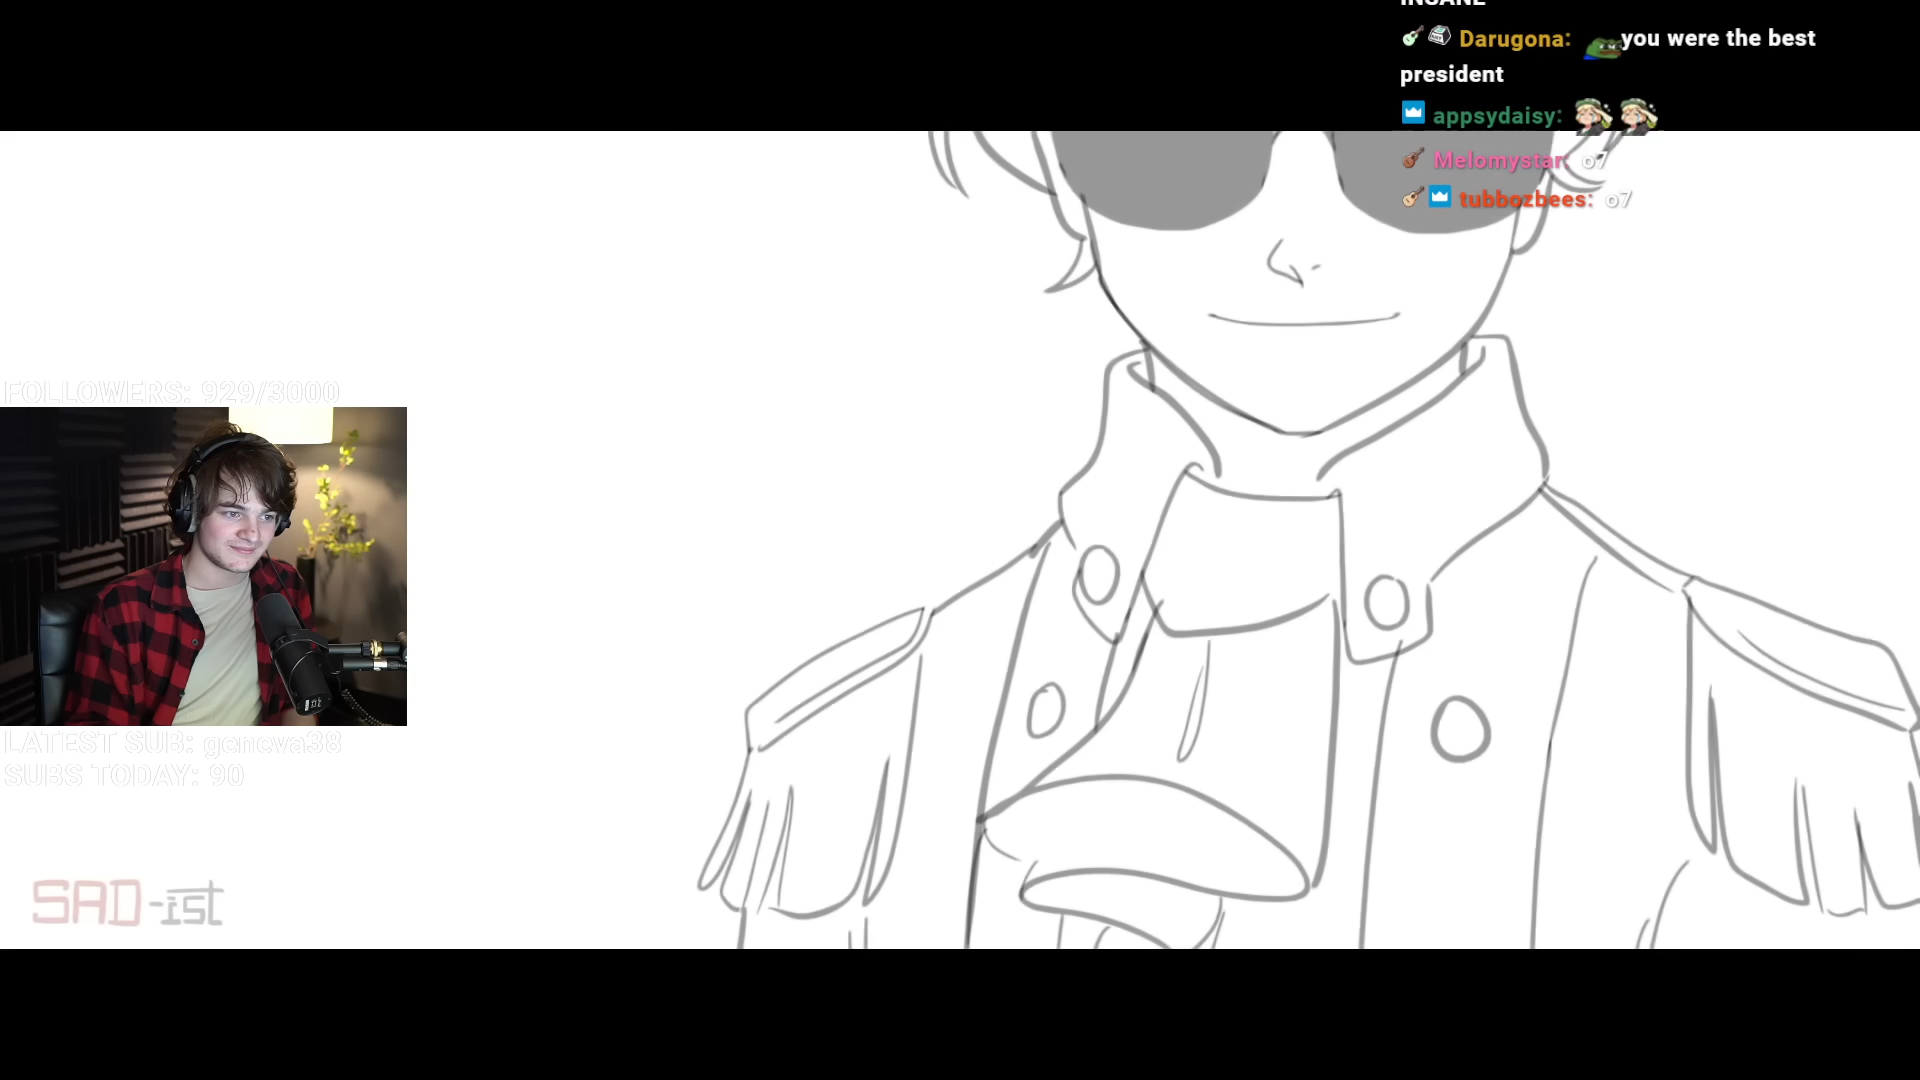 INSANE
Darugona: you were the best
president
appsydaisy:
Melomystar: o7
tubbozbees: o7
FOLLOWERS: 929/3000
LATEST SUB: geneva38
SUBS TODAY: 90
SAD-ist